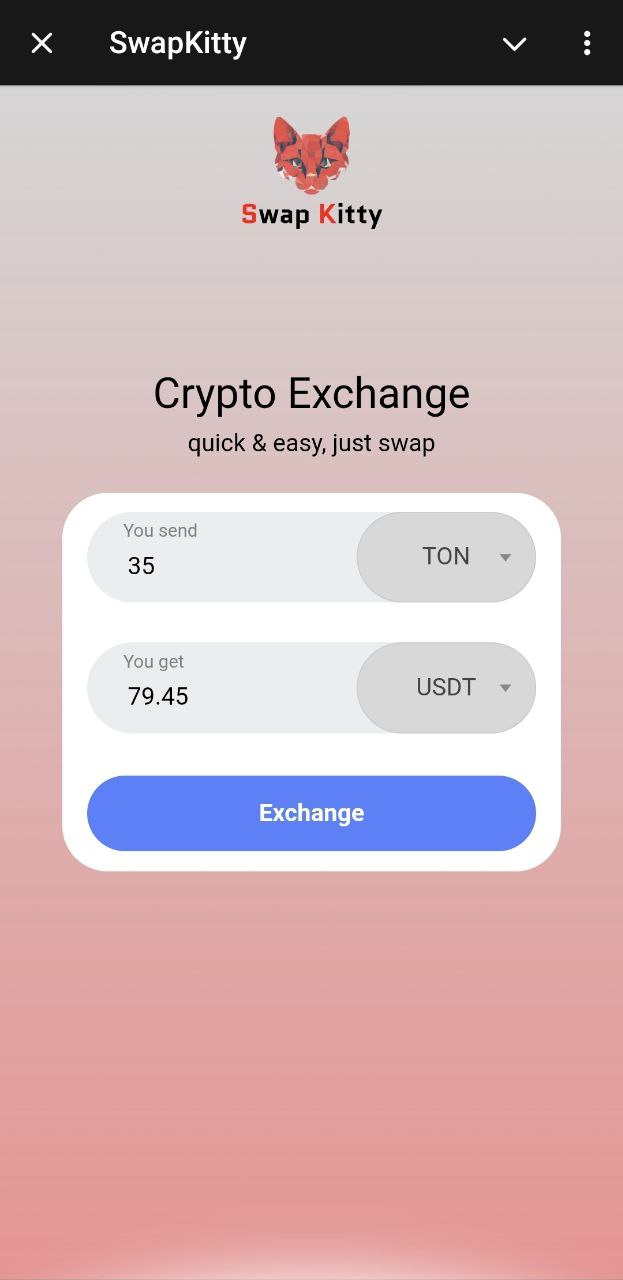 SwapKitty
Swap Kitty
Crypto Exchange
quick & easy, just swap
You send
35
TON
You get
79.45
USDT
Exchange